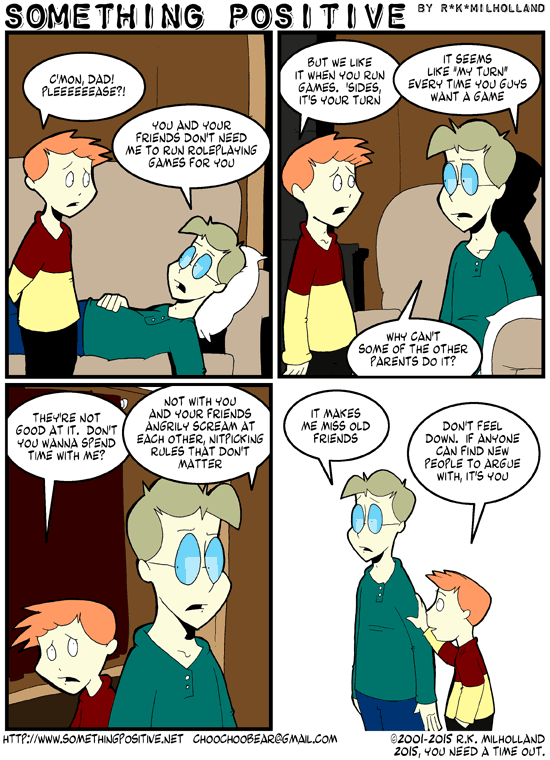 SOMETHING POSITIVE BY R*K*MILHOLLAND
C'MON, DAD!
PLEEEEEEASE?!
YOU AND YOUR
FRIENDS DON'T NEED
ME TO RUN ROLEPLAYING
GAMES FOR YOU
BUT WE LIKE
IT WHEN YOU RUN
GAMES. 'SIDES,
IT'S YOUR TURN
IT SEEMS
LIKE "MY TURN"
EVERY TIME YOU GUYS
WANT A GAME
WHY CAN'T
SOME OF THE OTHER
PARENTS DO IT?
THEY'RE NOT
GOOD AT IT. DON'T
YOU WANNA SPEND
TIME WITH ME?
NOT WITH YOU
AND YOUR FRIENDS
ANGRILY SCREAM AT
EACH OTHER, NITPICKING
RULES THAT DON'T
MATTER
IT MAKES
ME MISS OLD
FRIENDS
DON'T FEEL
DOWN. IF ANYONE
CAN FIND NEW
PEOPLE TO ARGUE
WITH, IT'S YOU
HTTP://WWW.SOMETHINGPOSITIVE.NET CHOOCHOOBEAR@GMAIL.COM
©2001-2015 R.K. MILHOLLAND
2015, YOU NEED A TIME OUT.